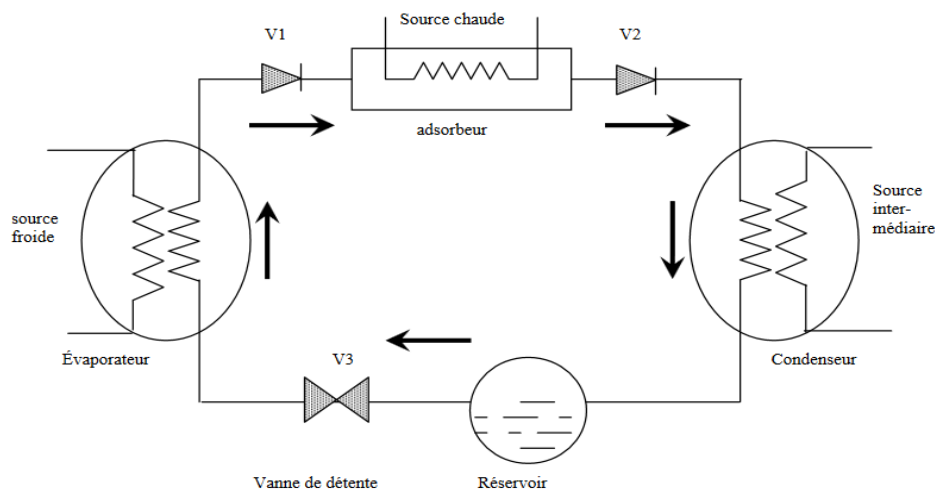 Source chaude
V1
V2
adsorbeur
source
froide
Source
inter-
médiaire
Évaporateur
V3
Condenseur
Vanne de détente
Réservoir